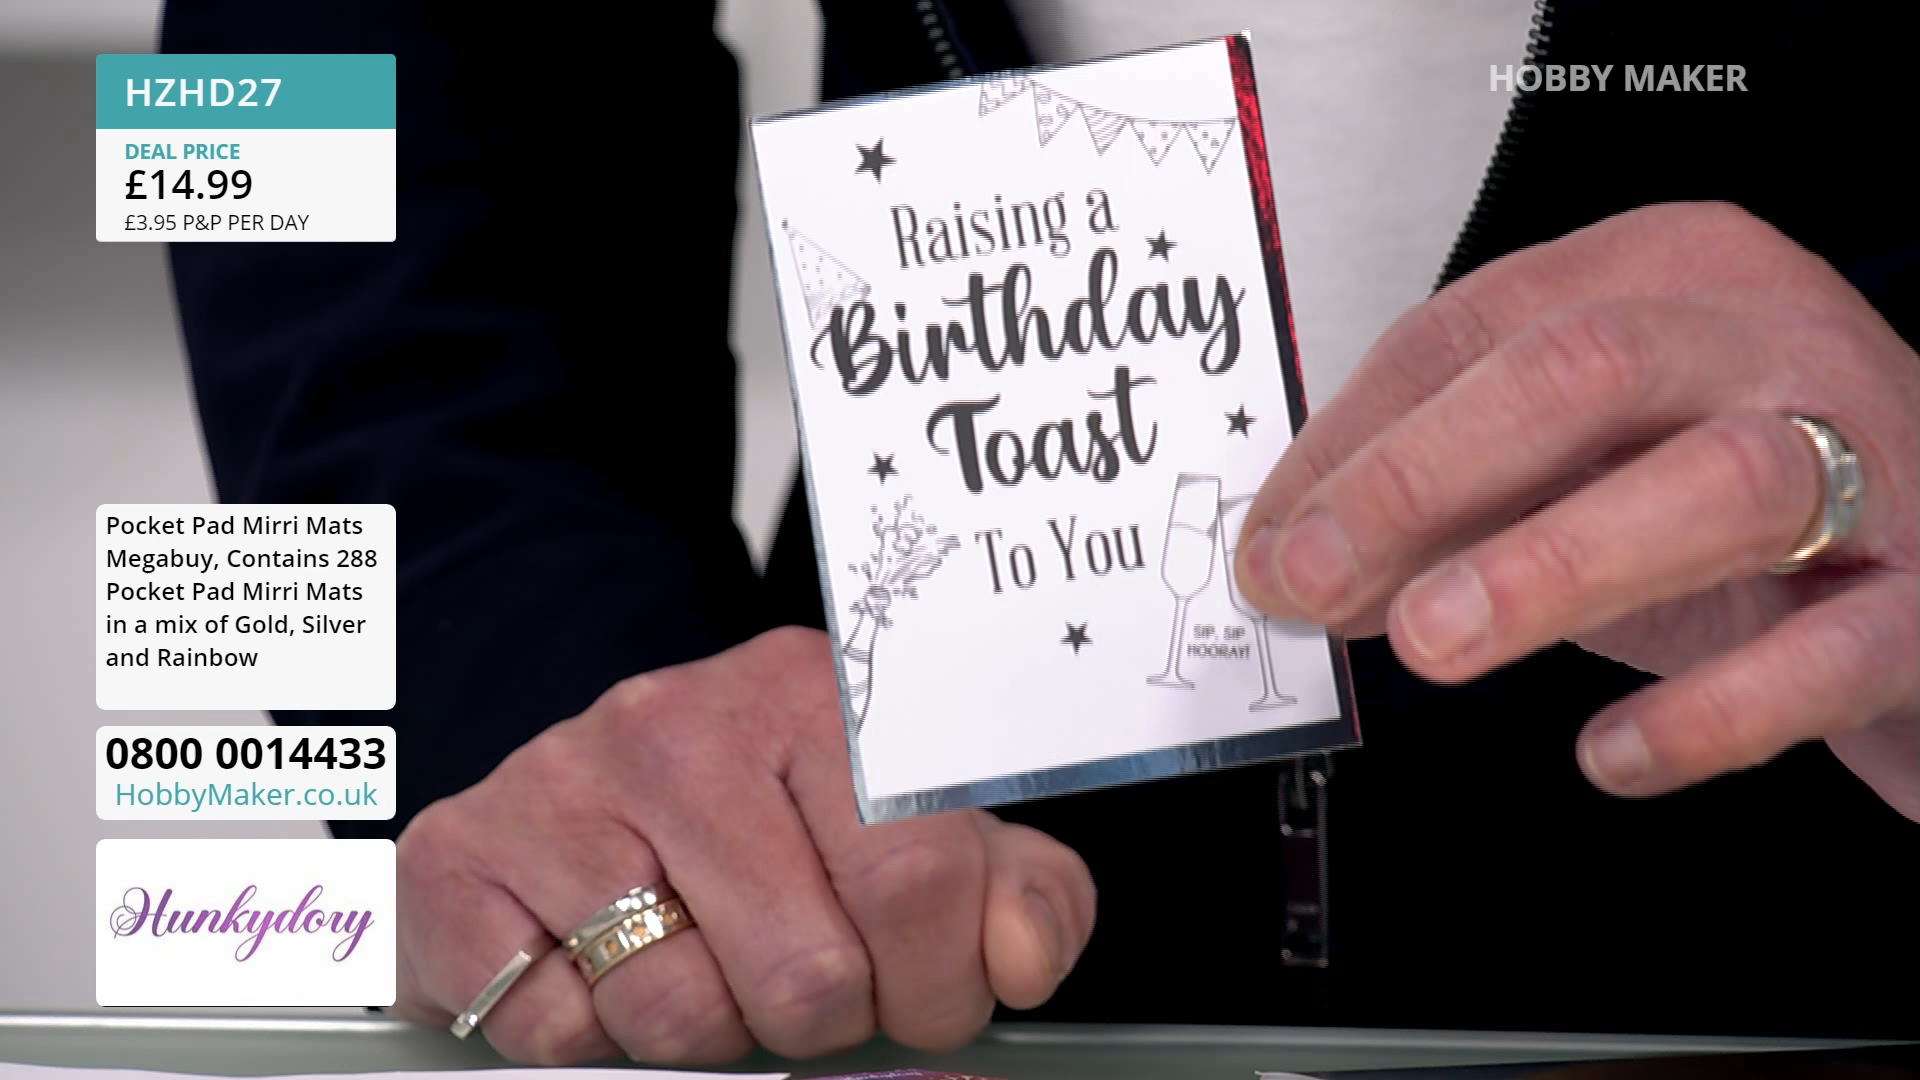 HZHD27
DEAL PRICE
£14.99
£3.95 P&P PER DAY
HOBBY MAKER
Raising a
Birthday
Toast
To You
SIP, SIP
HOORAY!
Pocket Pad Mirri Mats
Megabuy, Contains 288
Pocket Pad Mirri Mats
in a mix of Gold, Silver
and Rainbow
0800 0014433
HobbyMaker.co.uk
Hunkydory